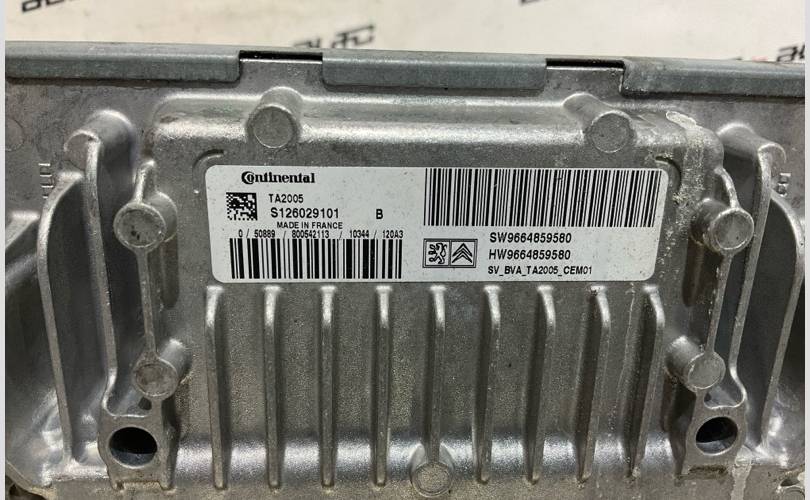 Continental
TA2005
S126029101 B
MADE IN FRANCE
0 / 50889 / 800542113 / 10344 / 120A3
SW9664859580
HW9664859580
SV_BVA_TA2005_CEM01